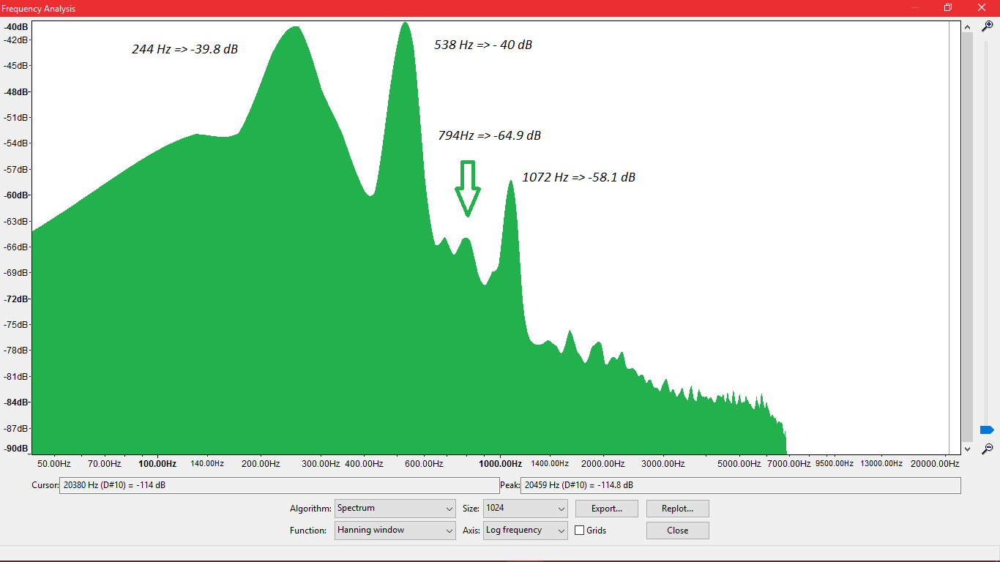 Frequency Analysis
-40dB
-42dB
-45dB
-48dB
-51dB
-54dB
-57dB
-60dB
-63dB
-66dB
-69dB
-72dB
-75dB
-78dB
-81dB
-84dB
-87dB
-90dB
244 Hz => -39.8 dB
538 Hz => - 40 dB
794Hz => -64.9 dB
1072 Hz => -58.1 dB
50.00Hz 70.00Hz 100.00Hz 140.00Hz 200.00Hz 300.00Hz 400.00Hz 600.00Hz 1000.00Hz 1400.00Hz 2000.00Hz 3000.00Hz 5000.00Hz 7000.00Hz 9500.00Hz 13000.00Hz 20000.00Hz
Cursor: 20380 Hz (D#10) = -114 dB Peak: 20459 Hz (D#10) = -114.8 dB
Algorithm: Spectrum Size: 1024 Export... Replot...
Function: Hanning window Axis: Log frequency Grids Close